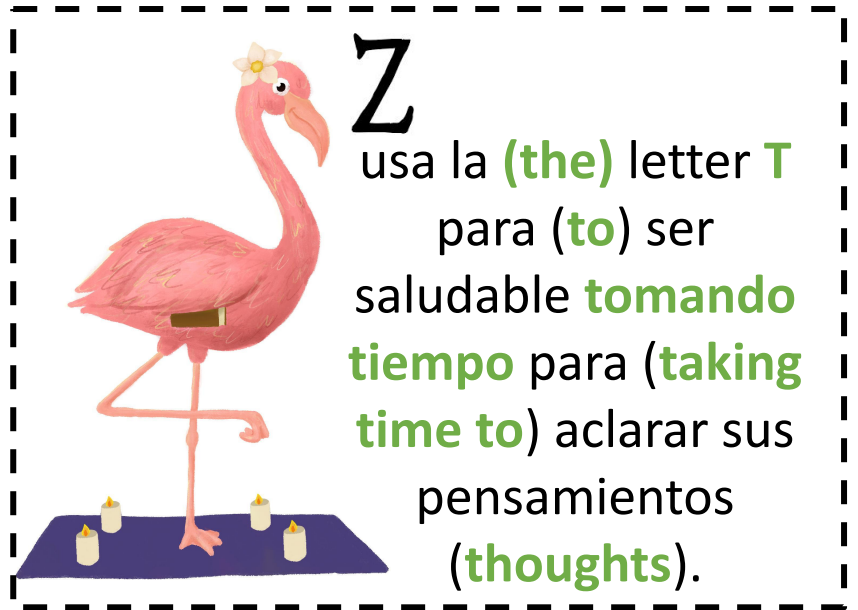 Z
usa la (the) letter T
para (to) ser
saludable tomando
tiempo para (taking
time to) aclarar sus
pensamientos
(thoughts).